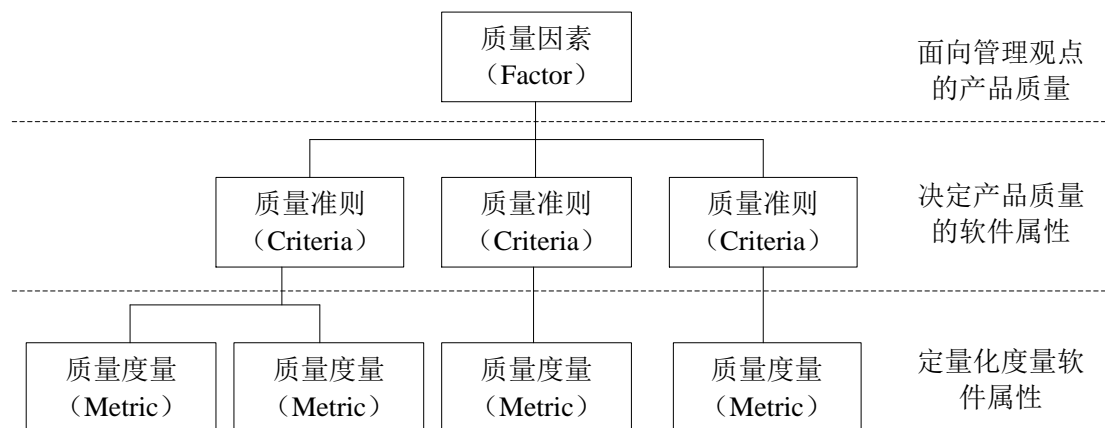 质量因素
（Factor）
面向管理观点
的产品质量
质量准则
（Criteria）
质量准则
（Criteria）
质量准则
（Criteria）
决定产品质量
的软件属性
质量度量
（Metric）
质量度量
（Metric）
质量度量
（Metric）
质量度量
（Metric）
定量化度量软
件属性